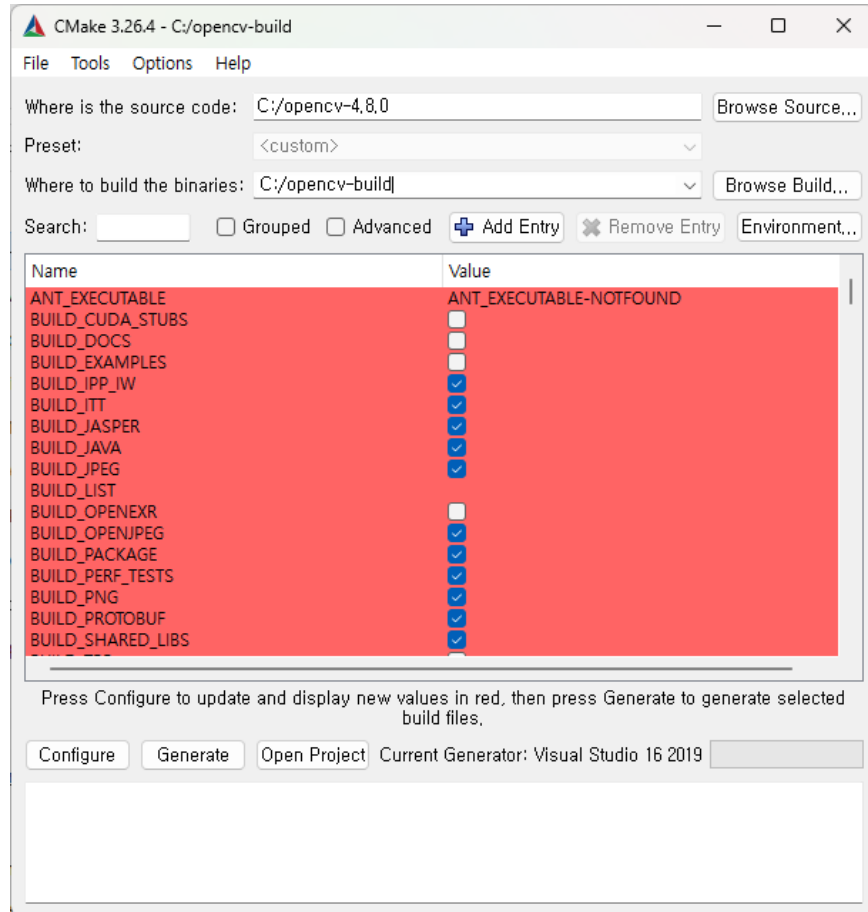 CMake 3.26.4 - C:/opencv-build
File Tools Options Help
Where is the source code: C:/opencv-4.8.0 Browse Source...
Preset: <custom>
Where to build the binaries: C:/opencv-build Browse Build...
Search: Grouped Advanced Add Entry Remove Entry Environment...
Name Value
ANT_EXECUTABLE ANT_EXECUTABLE-NOTFOUND
BUILD_CUDA_STUBS
BUILD_DOCS
BUILD_EXAMPLES
BUILD_IPP_IW
BUILD_ITT
BUILD_JASPER
BUILD_JAVA
BUILD_JPEG
BUILD_LIST
BUILD_OPENEXR
BUILD_OPENJPEG
BUILD_PACKAGE
BUILD_PERF_TESTS
BUILD_PNG
BUILD_PROTOBUF
BUILD_SHARED_LIBS
Press Configure to update and display new values in red, then press Generate to generate selected
build files.
Configure Generate Open Project Current Generator: Visual Studio 16 2019